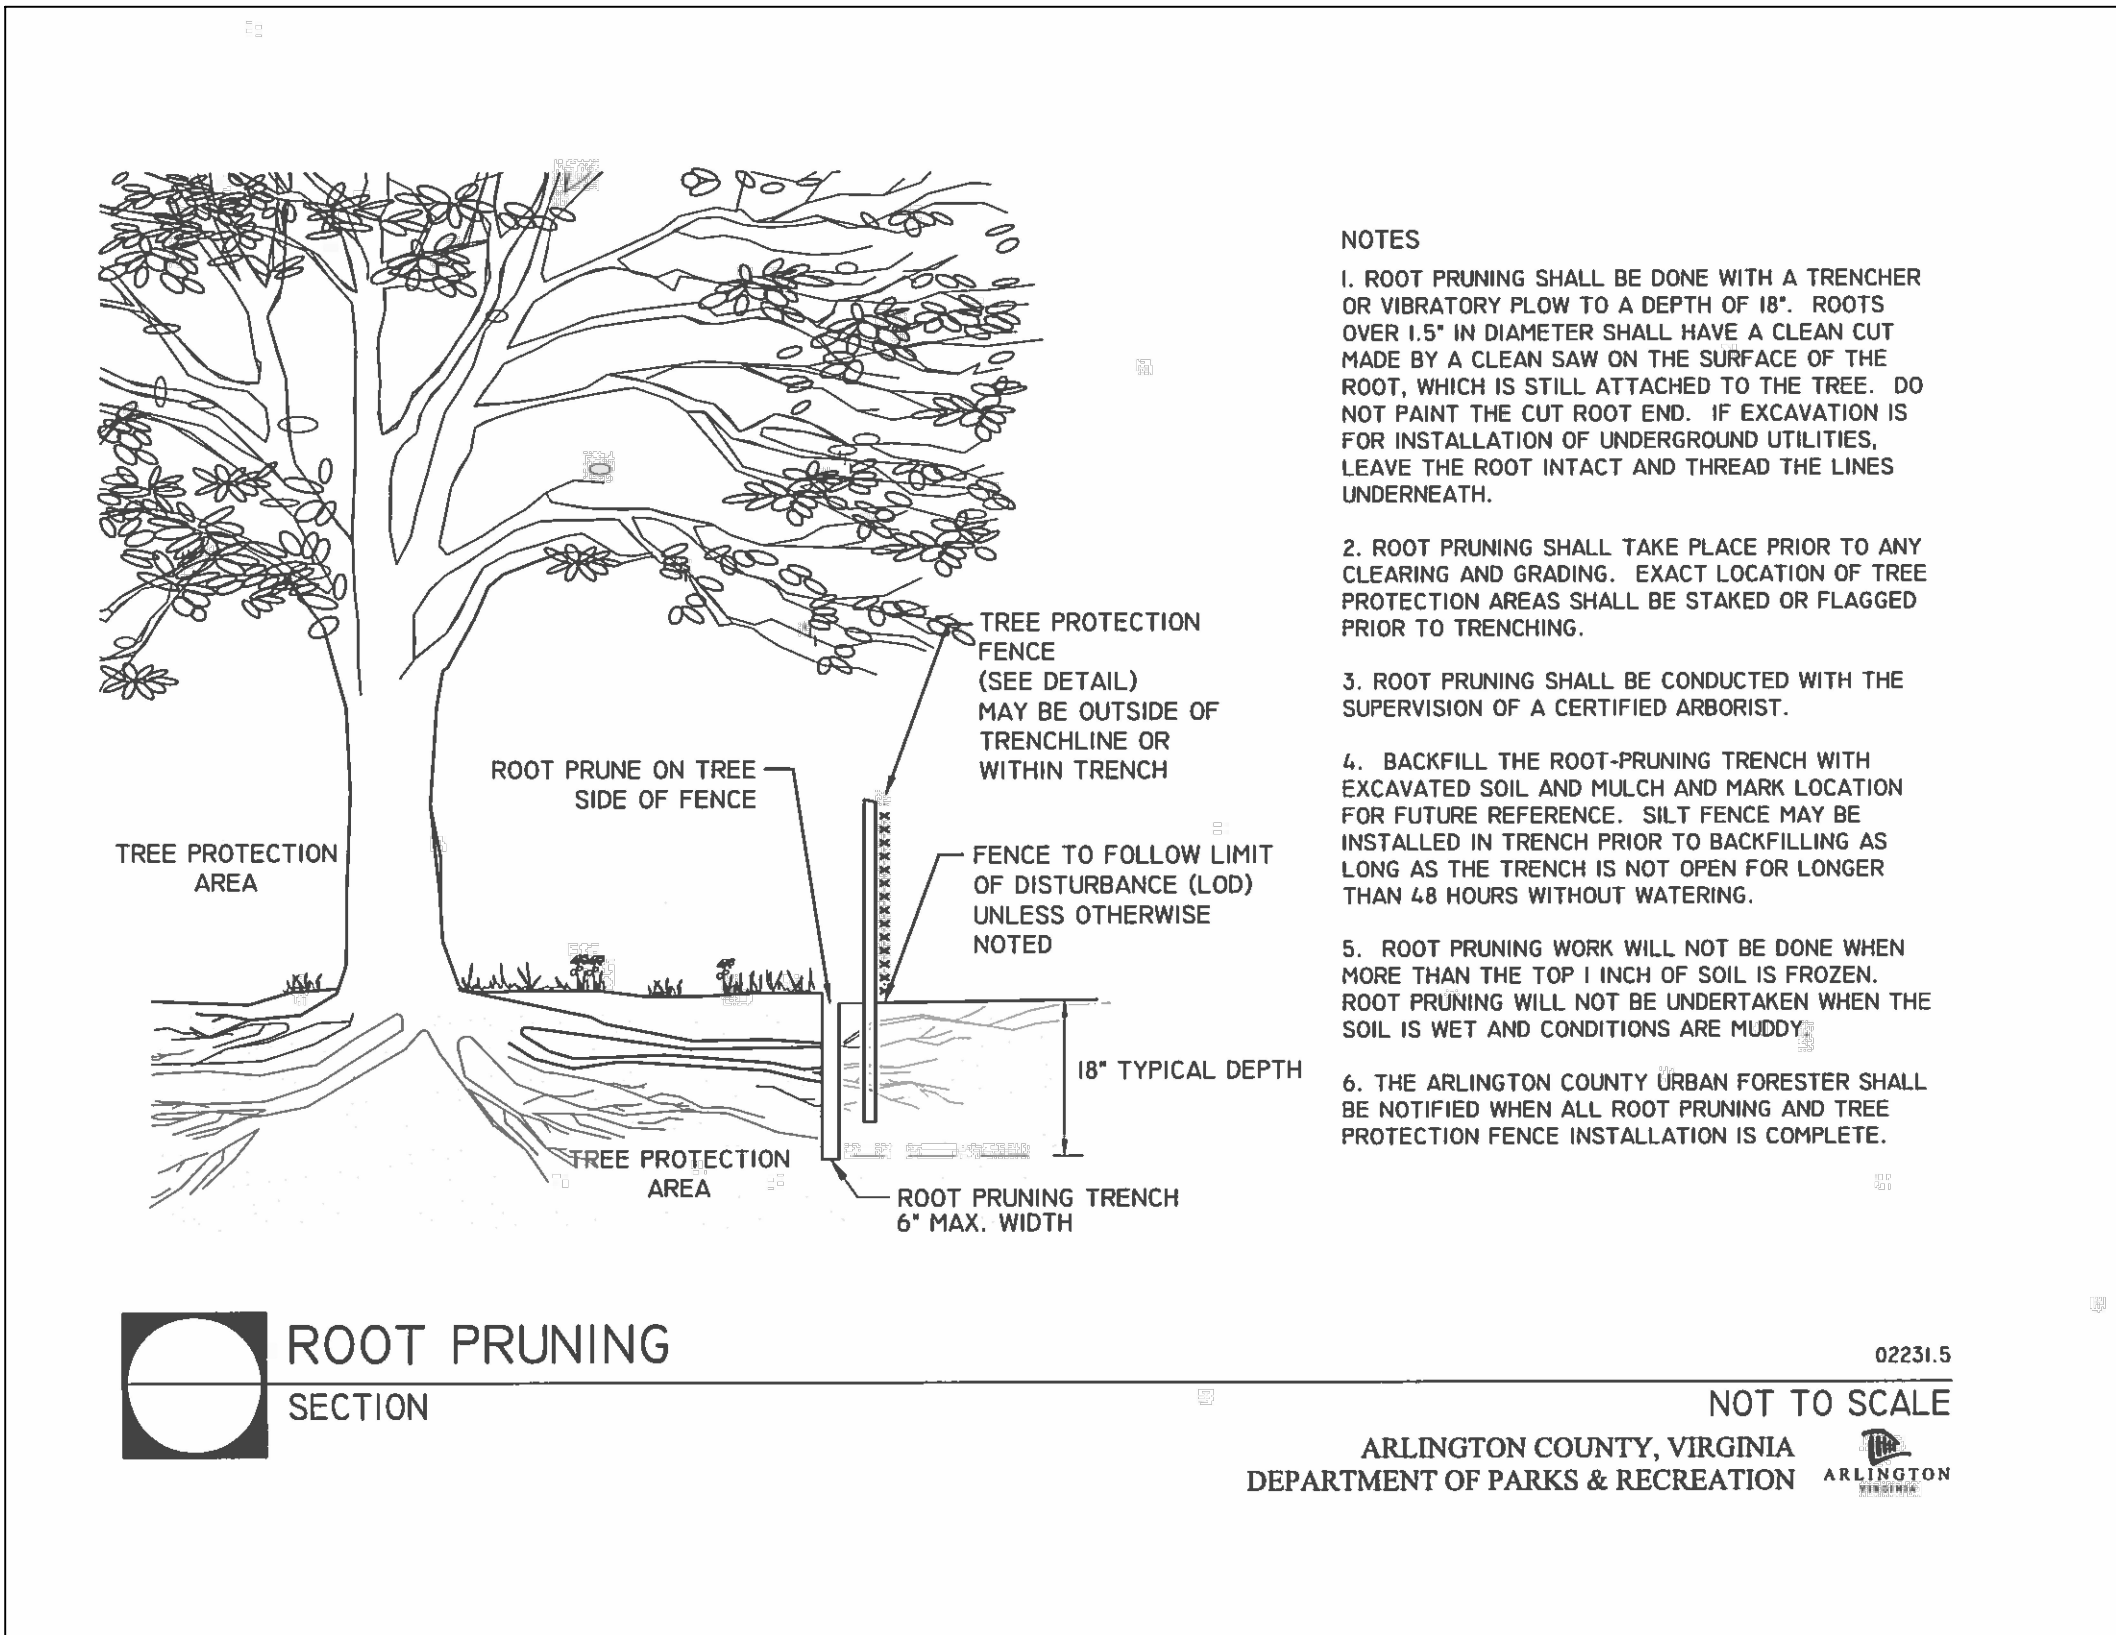 NOTES
1. ROOT PRUNING SHALL BE DONE WITH A TRENCHER
OR VIBRATORY PLOW TO A DEPTH OF 18". ROOTS
OVER 1.5" IN DIAMETER SHALL HAVE A CLEAN CUT
MADE BY A CLEAN SAW ON THE SURFACE OF THE
ROOT, WHICH IS STILL ATTACHED TO THE TREE. DO
NOT PAINT THE CUT ROOT END. IF EXCAVATION IS
FOR INSTALLATION OF UNDERGROUND UTILITIES,
LEAVE THE ROOT INTACT AND THREAD THE LINES
UNDERNEATH.
2. ROOT PRUNING SHALL TAKE PLACE PRIOR TO ANY
CLEARING AND GRADING. EXACT LOCATION OF TREE
PROTECTION AREAS SHALL BE STAKED OR FLAGGED
PRIOR TO TRENCHING.
3. ROOT PRUNING SHALL BE CONDUCTED WITH THE
SUPERVISION OF A CERTIFIED ARBORIST.
4. BACKFILL THE ROOT-PRUNING TRENCH WITH
EXCAVATED SOIL AND MULCH AND MARK LOCATION
FOR FUTURE REFERENCE. SILT FENCE MAY BE
INSTALLED IN TRENCH PRIOR TO BACKFILLING AS
LONG AS THE TRENCH IS NOT OPEN FOR LONGER
THAN 48 HOURS WITHOUT WATERING.
5. ROOT PRUNING WORK WILL NOT BE DONE WHEN
MORE THAN THE TOP 1 INCH OF SOIL IS FROZEN.
ROOT PRUNING WILL NOT BE UNDERTAKEN WHEN THE
SOIL IS WET AND CONDITIONS ARE MUDDY.
6. THE ARLINGTON COUNTY URBAN FORESTER SHALL
BE NOTIFIED WHEN ALL ROOT PRUNING AND TREE
PROTECTION FENCE INSTALLATION IS COMPLETE.
TREE PROTECTION
FENCE
(SEE DETAIL)
MAY BE OUTSIDE OF
TRENCHLINE OR
WITHIN TRENCH
ROOT PRUNE ON TREE
SIDE OF FENCE
TREE PROTECTION
AREA
FENCE TO FOLLOW LIMIT
OF DISTURBANCE (LOD)
UNLESS OTHERWISE
NOTED
18" TYPICAL DEPTH
TREE PROTECTION
AREA
ROOT PRUNING TRENCH
6" MAX. WIDTH
ROOT PRUNING
SECTION
02231.5
NOT TO SCALE
ARLINGTON COUNTY, VIRGINIA
DEPARTMENT OF PARKS & RECREATION
ARLINGTON
VIRGINIA